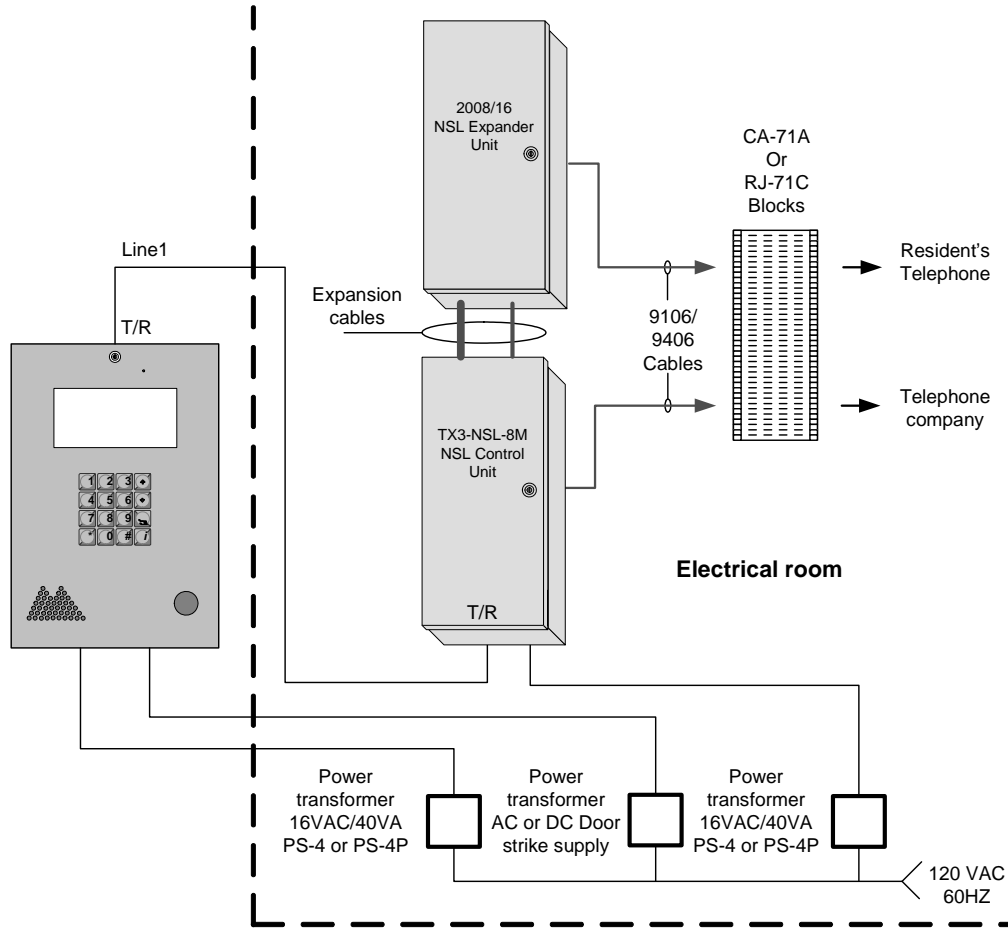 2008/16
NSL Expander
Unit
CA-71A
Or
RJ-71C
Blocks
Line1
Resident's
Telephone
Expansion
cables
9106/
9406
Cables
T/R
Telephone
company
TX3-NSL-8M
NSL Control
Unit
1 2 3
4 5 6
7 8 9
* 0 # i
Electrical room
T/R
Power
transformer
16VAC/40VA
PS-4 or PS-4P
Power
transformer
AC or DC Door
strike supply
Power
transformer
16VAC/40VA
PS-4 or PS-4P
120 VAC
60HZ